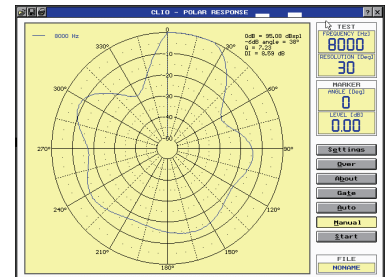 CLIO - POLAR RESPONSE
? X
8000 Hz
0dB = 95.00 dBspl
-6dB angle = 30°
Q = 7.23
DI = 8.59 dB
0
-10
-20
-30
-40
-50
330°
30°
300°
60°
270°
90°
240°
120°
210°
150°
180°
TEST
FREQUENCY [Hz]
8000
RESOLUTION [Deg]
30
MARKER
ANGLE [Deg]
0
LEVEL [dB]
0.00
Settings
Over
About
Gate
Auto
Manual
Start
FILE
NONAME